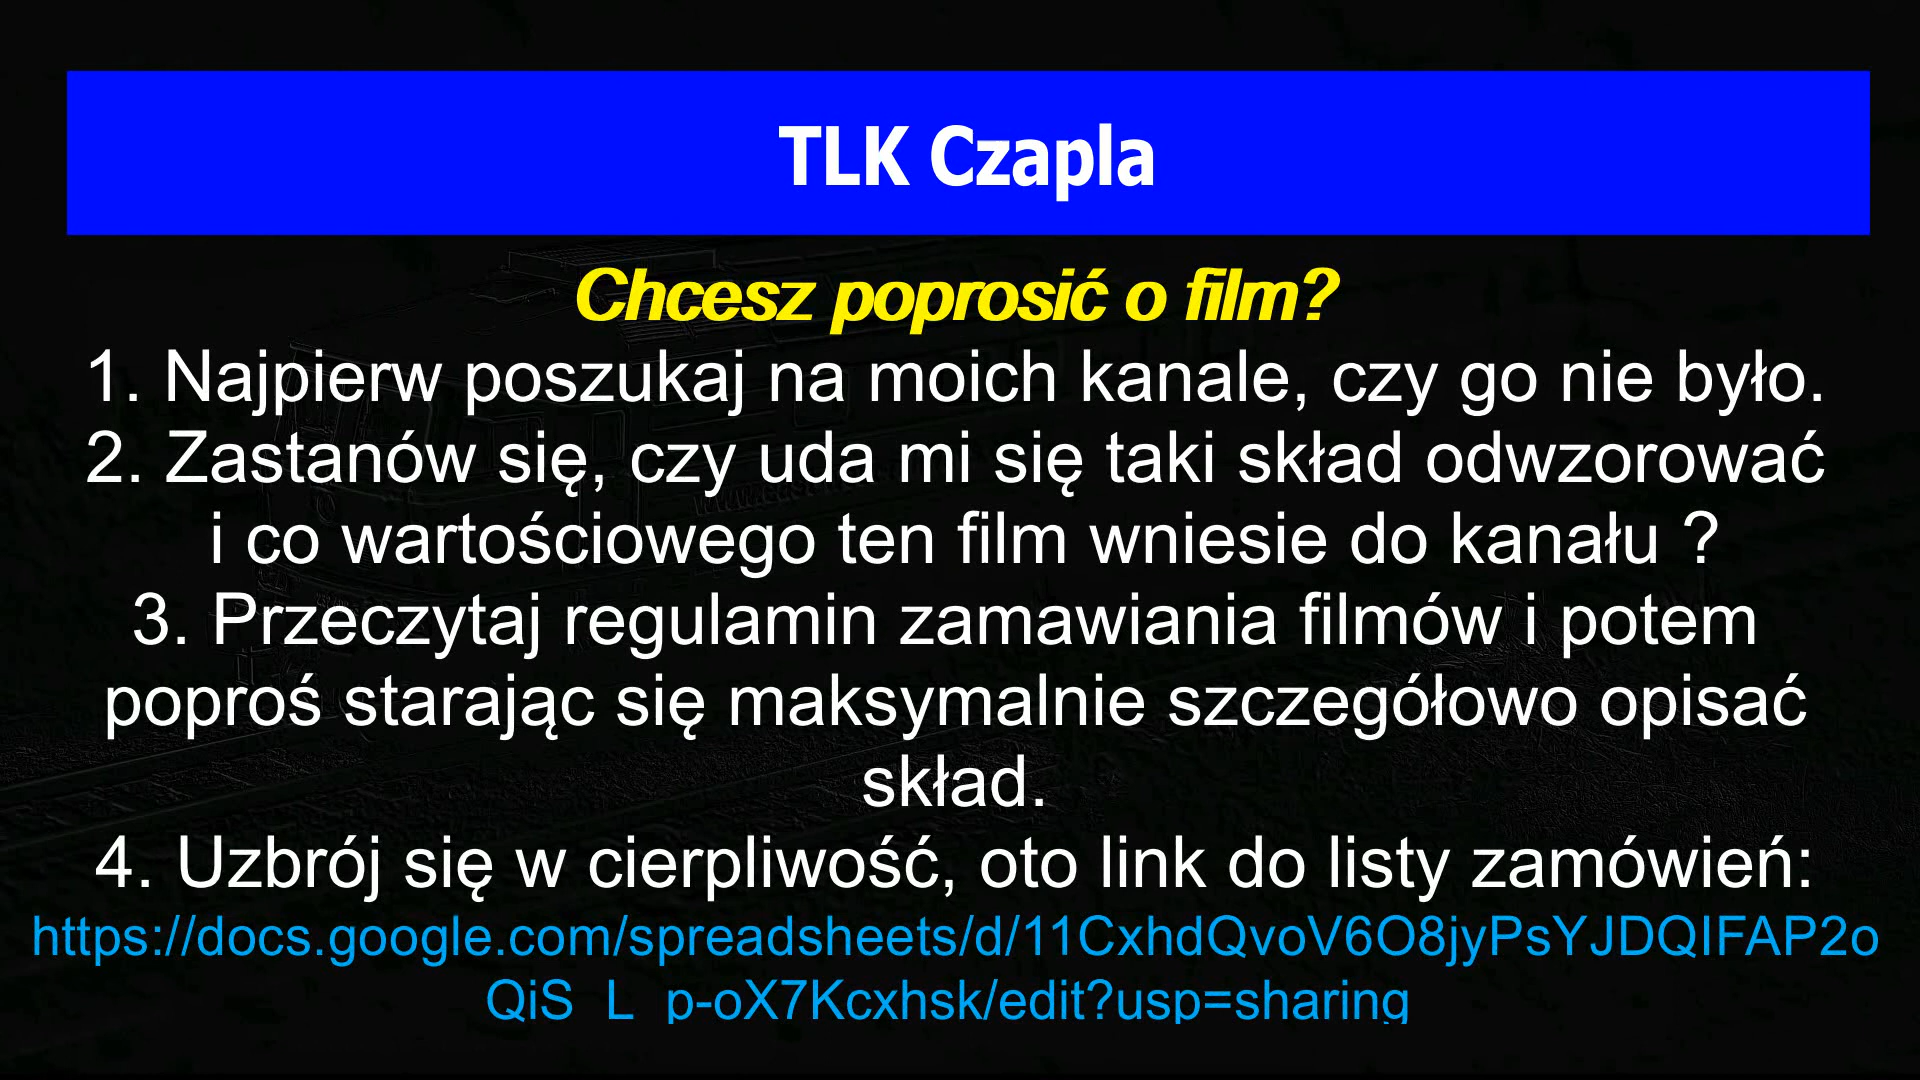 TLK Czapla
Chcesz poprosić o film?
1. Najpierw poszukaj na moich kanale, czy go nie było.
2. Zastanów się, czy uda mi się taki skład odwzorować
i co wartościowego ten film wniesie do kanału ?
3. Przeczytaj regulamin zamawiania filmów i potem
poproś starając się maksymalnie szczegółowo opisać
skład.
4. Uzbrój się w cierpliwość, oto link do listy zamówień:
https://docs.google.com/spreadsheets/d/11CxhdQvoV6O8jyPsYJDQIFAP2o
QiS_L_p-oX7Kcxhsk/edit?usp=sharing